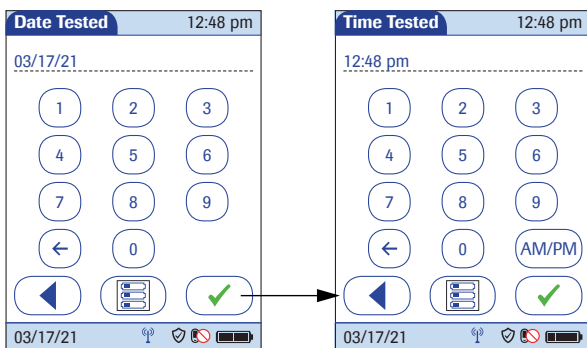 Date Tested 12:48 pm
03/17/21
1 2 3
4 5 6
7 8 9
0
03/17/21
Time Tested 12:48 pm
12:48 pm
1 2 3
4 5 6
7 8 9
0 AM/PM
03/17/21